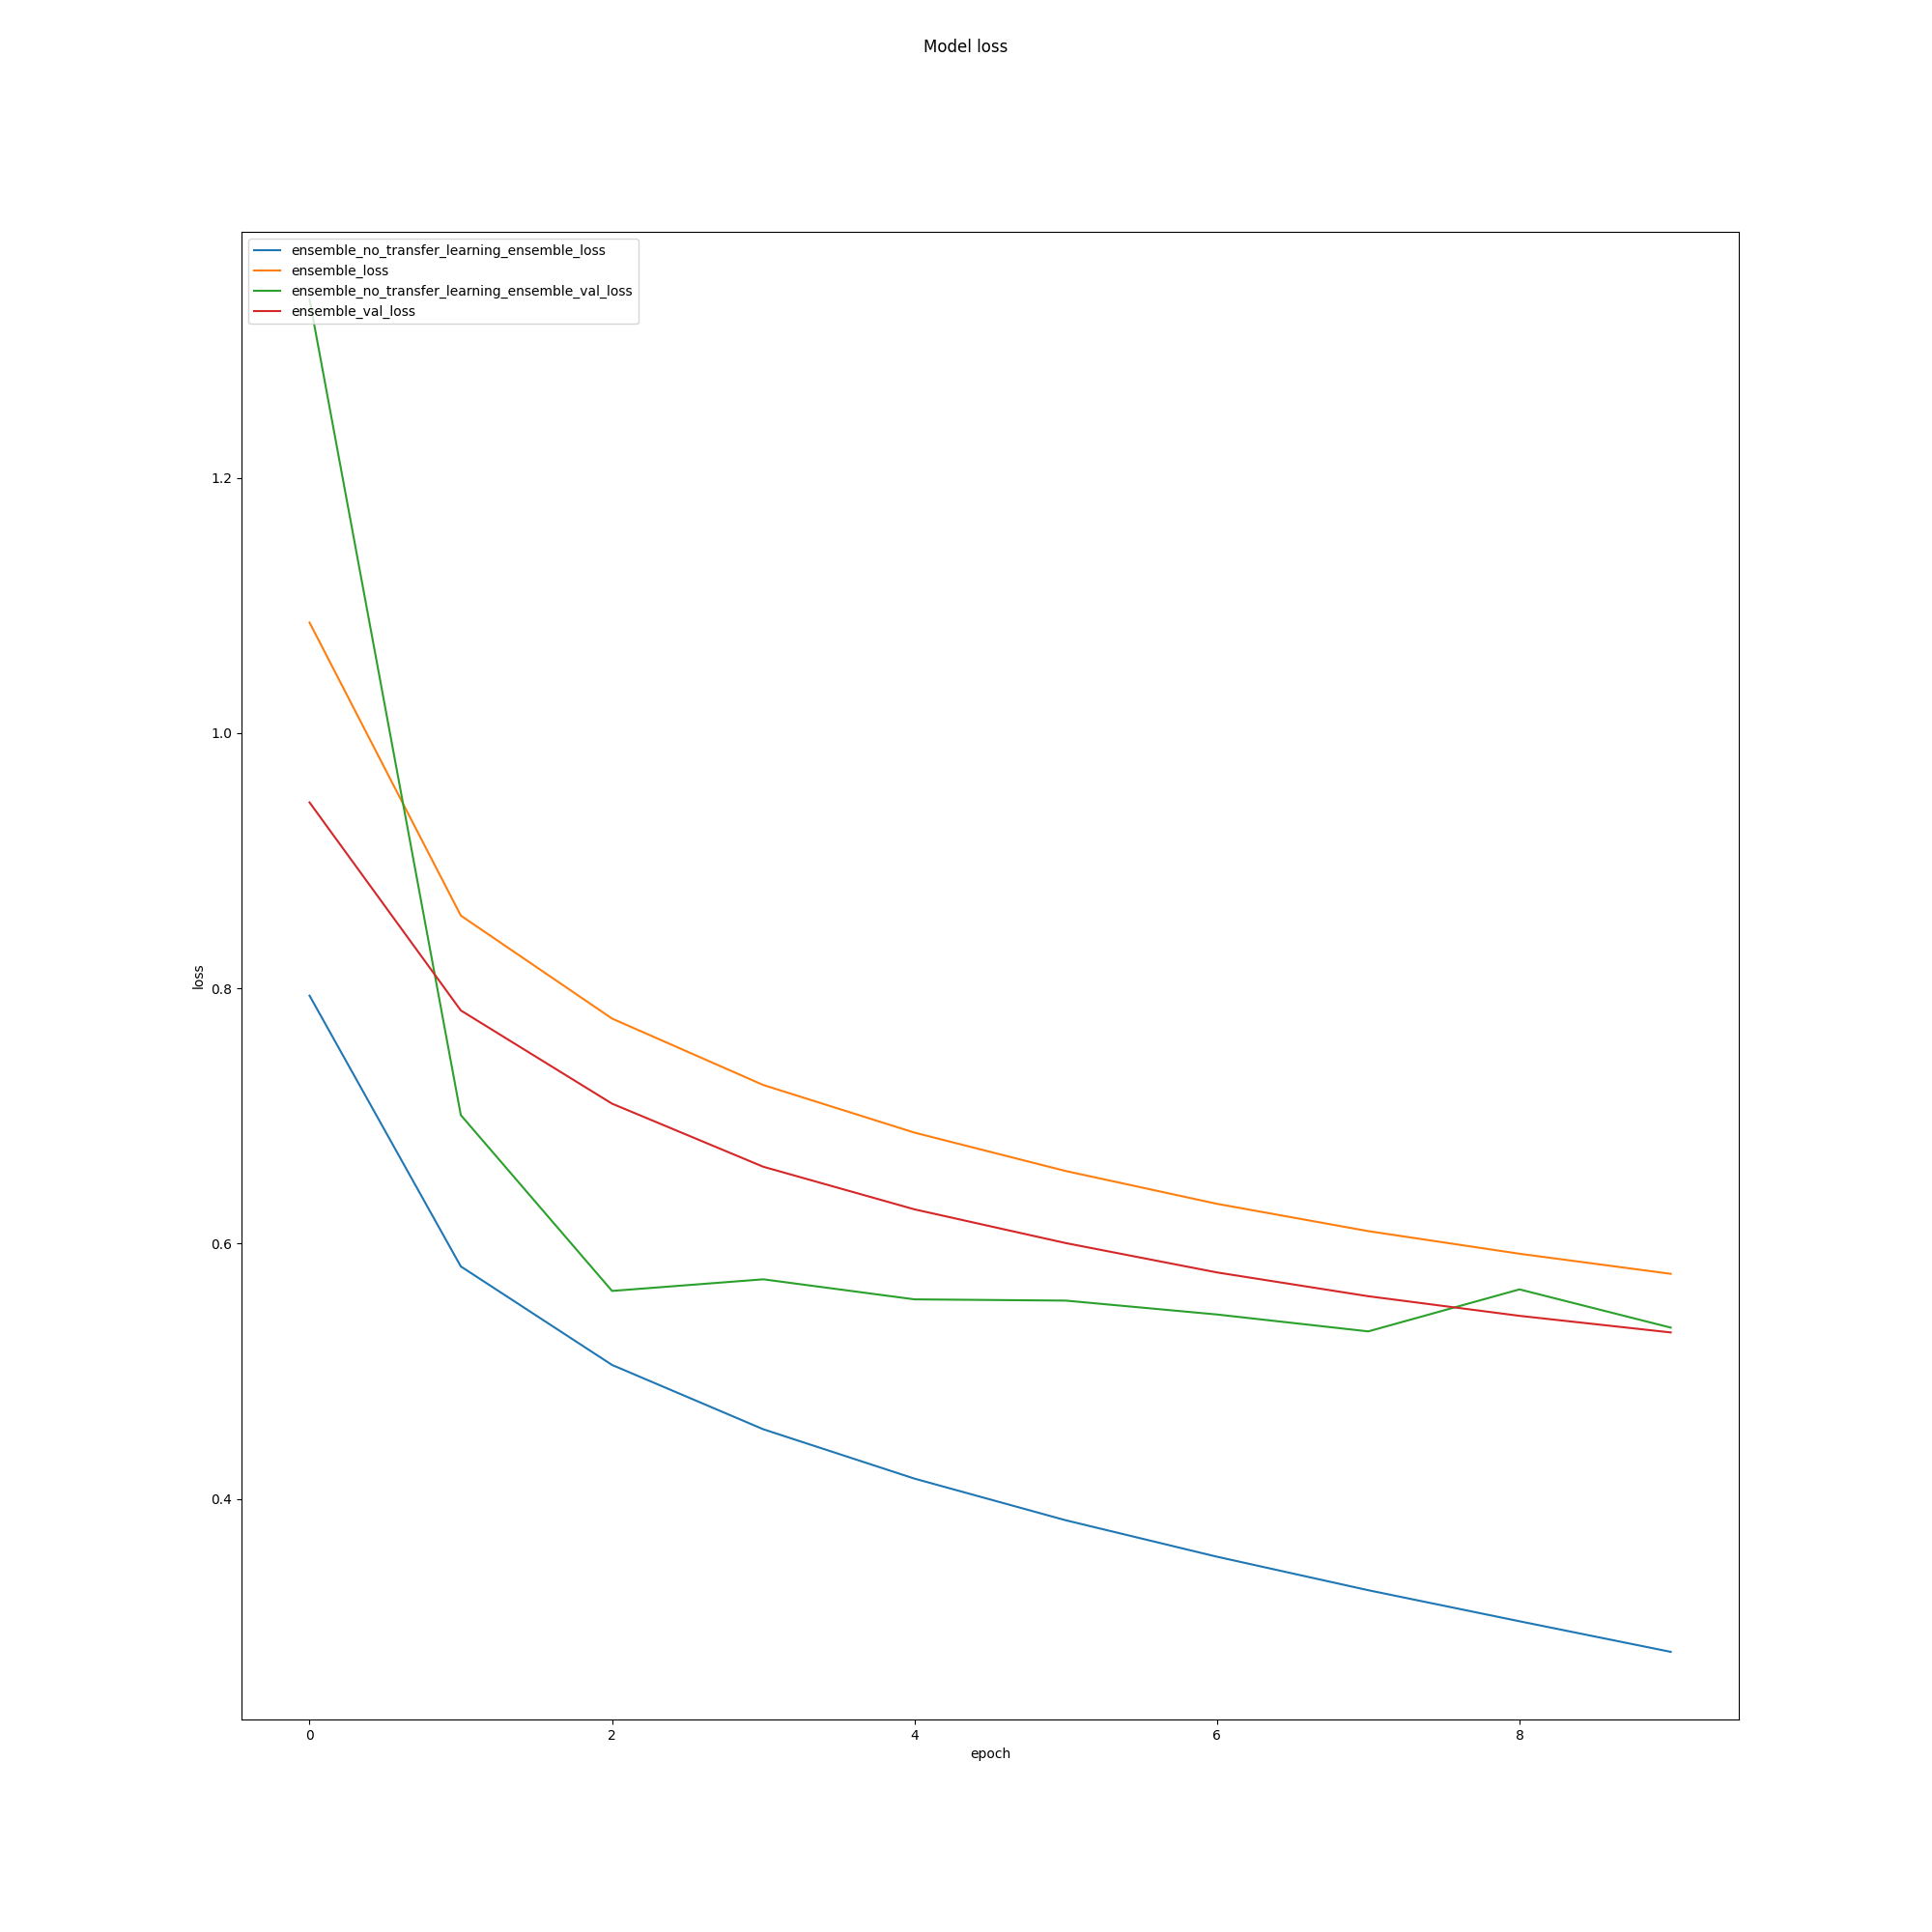 Model loss
ensemble_no_transfer_learning_ensemble_loss
ensemble_loss
ensemble_no_transfer_learning_ensemble_val_loss
ensemble_val_loss
1.2
1.0
0.8
0.6
0.4
loss
0 2 4 6 8
epoch